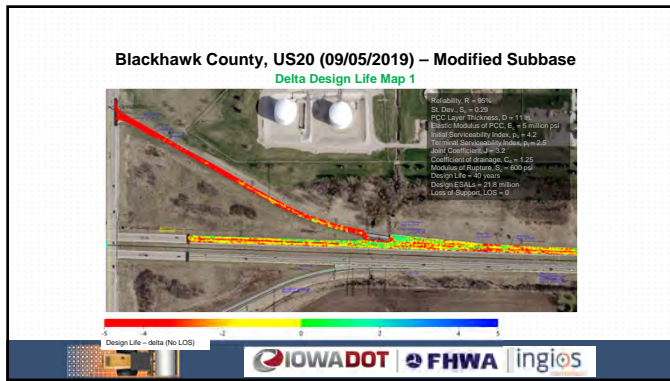 Blackhawk County, US20 (09/05/2019) – Modified Subbase
Delta Design Life Map 1
Reliability, R = 95%
St. Dev., S₀ = 0.29
PCC Layer Thickness, D = 11 in.
Elastic Modulus of PCC, E꜀ = 5 million psi
Initial Serviceability Index, p₀ = 4.2
Terminal Serviceability Index, pₜ = 2.5
Joint Coefficient, J = 3.2
Coefficient of drainage, C = 1.25
Modulus of Rupture, S = 600 psi
Design Life = 40 years
Design ESALs = 21.8 million
Loss of Support, LOS = 0
-5 -4 -2 0 2 4 5
Design Life – delta (No LOS)
IOWADOT FHWA ingios